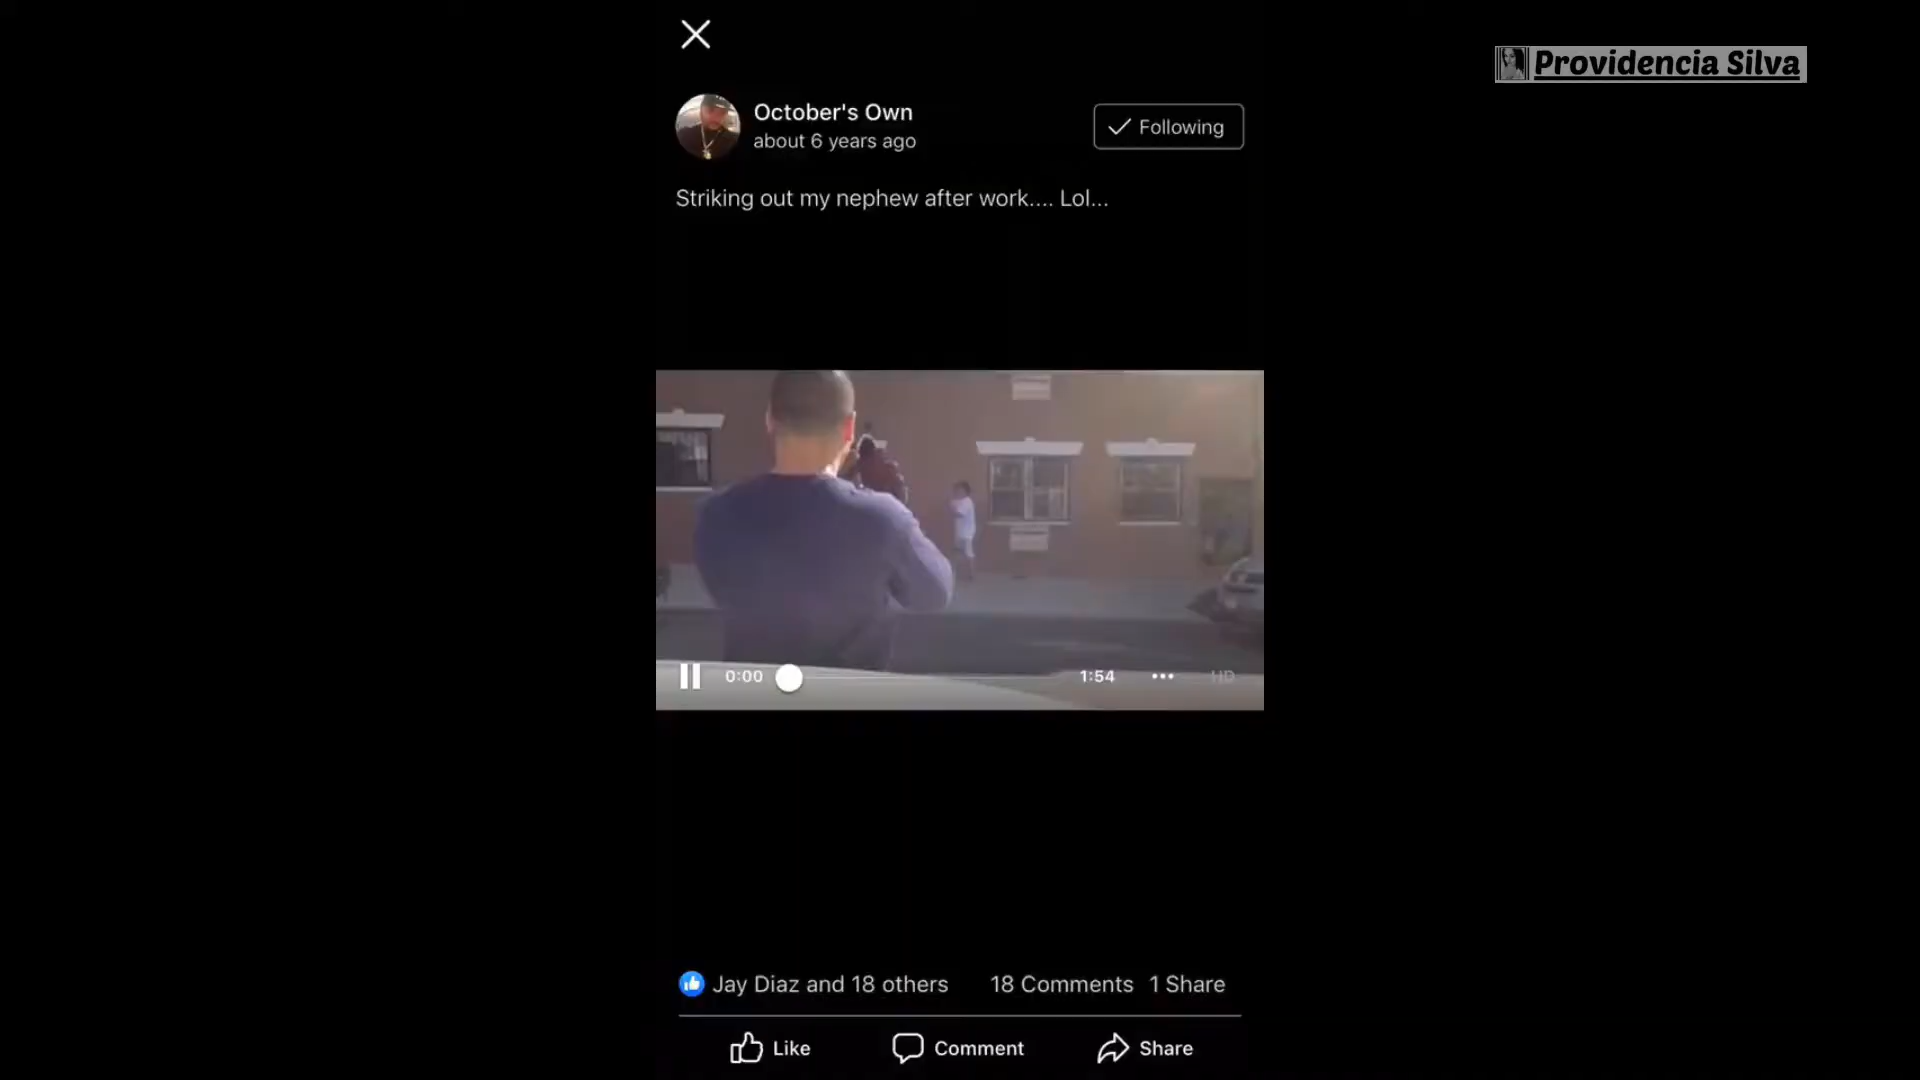 Providencia Silva
October's Own
about 6 years ago
Following
Striking out my nephew after work.... Lol...
0:00
1:54
HD
Jay Diaz and 18 others
18 Comments
1 Share
Like
Comment
Share